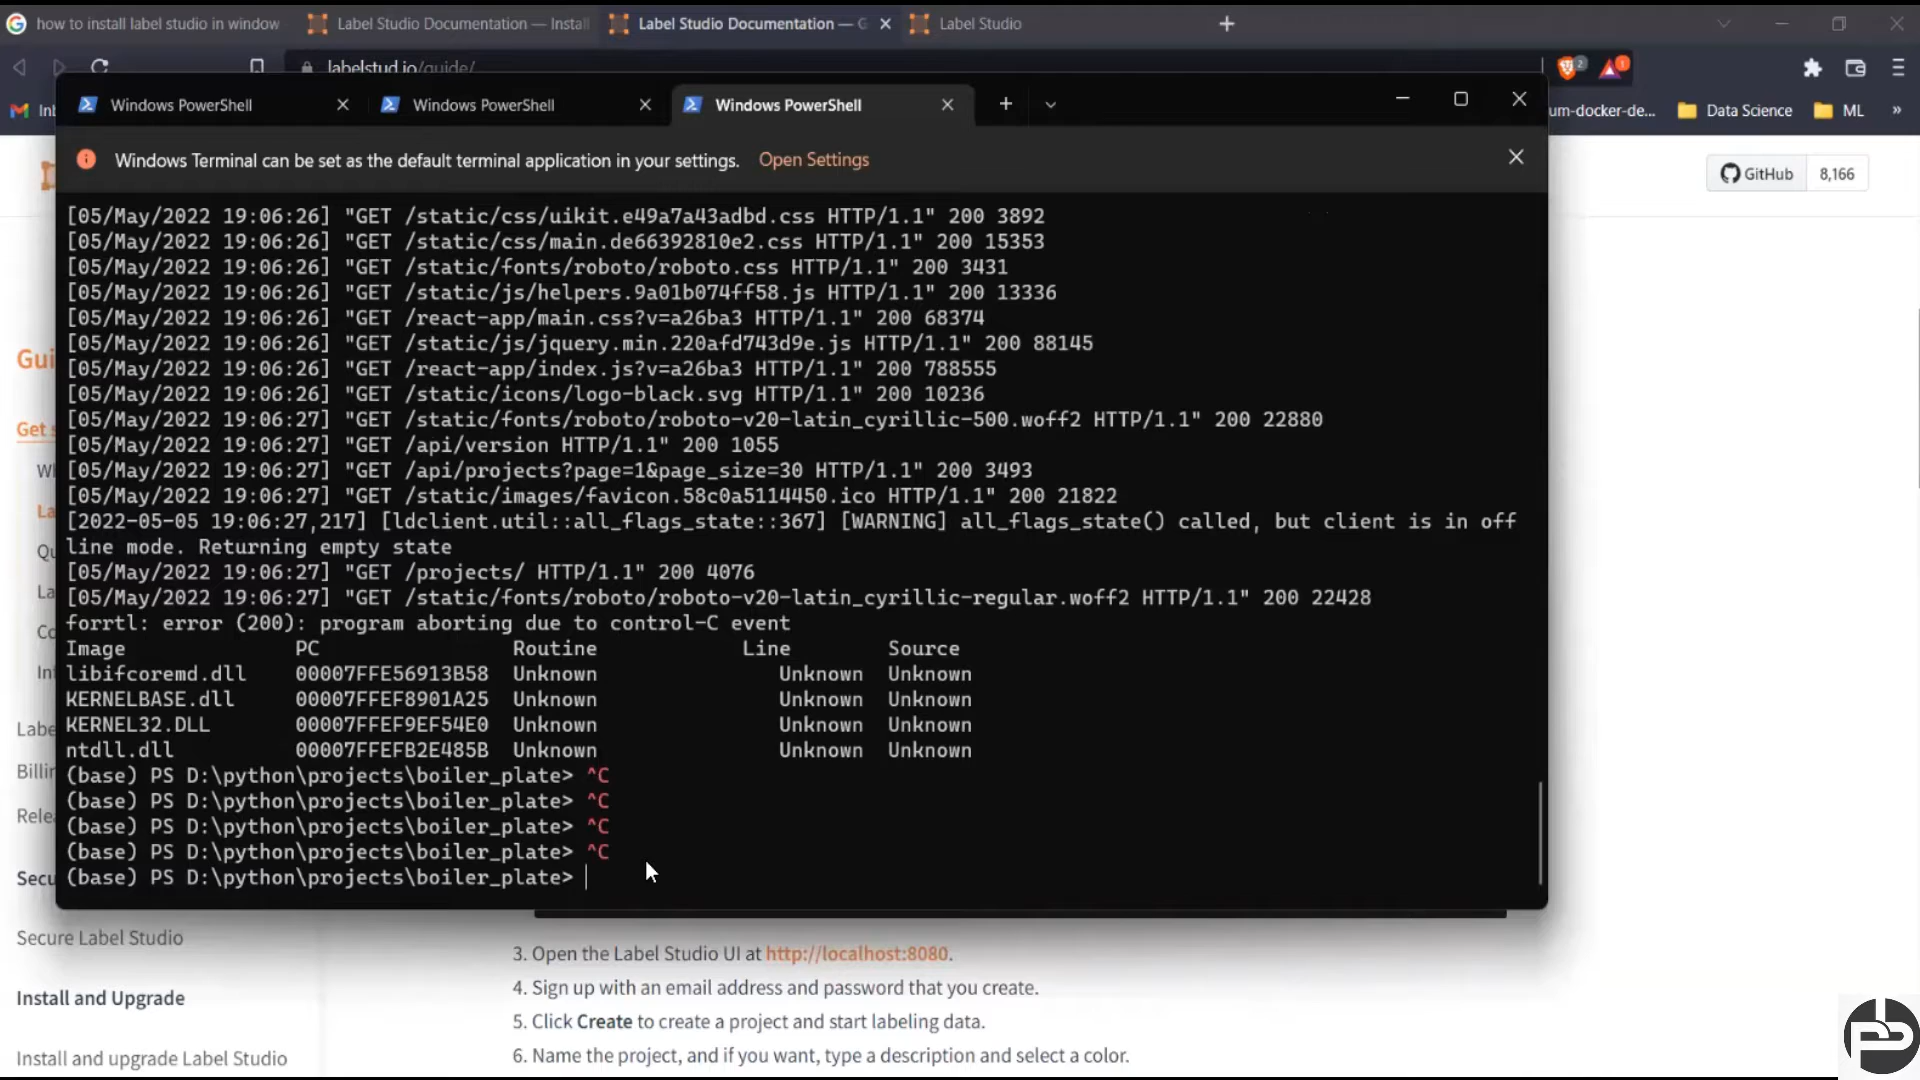 how to install label studio in window
Label Studio Documentation — Instal
Label Studio Documentation — G
Label Studio
labelstud.io/guide/
2
1
Windows PowerShell
Windows PowerShell
Windows PowerShell
um-docker-de...
Data Science
ML
»
Windows Terminal can be set as the default terminal application in your settings. Open Settings
GitHub
8,166
[05/May/2022 19:06:26] "GET /static/css/uikit.e49a7a43adbd.css HTTP/1.1" 200 3892
[05/May/2022 19:06:26] "GET /static/css/main.de66392810e2.css HTTP/1.1" 200 15353
[05/May/2022 19:06:26] "GET /static/fonts/roboto/roboto.css HTTP/1.1" 200 3431
[05/May/2022 19:06:26] "GET /static/js/helpers.9a01b074ff58.js HTTP/1.1" 200 13336
[05/May/2022 19:06:26] "GET /react-app/main.css?v=a26ba3 HTTP/1.1" 200 68374
[05/May/2022 19:06:26] "GET /static/js/jquery.min.220afd743d9e.js HTTP/1.1" 200 88145
[05/May/2022 19:06:26] "GET /react-app/index.js?v=a26ba3 HTTP/1.1" 200 788555
[05/May/2022 19:06:26] "GET /static/icons/logo-black.svg HTTP/1.1" 200 10236
[05/May/2022 19:06:27] "GET /static/fonts/roboto/roboto-v20-latin_cyrillic-500.woff2 HTTP/1.1" 200 22880
[05/May/2022 19:06:27] "GET /api/version HTTP/1.1" 200 1055
[05/May/2022 19:06:27] "GET /api/projects?page=1&page_size=30 HTTP/1.1" 200 3493
[05/May/2022 19:06:27] "GET /static/images/favicon.58c0a5114450.ico HTTP/1.1" 200 21822
[2022-05-05 19:06:27,217] [ldclient.util::all_flags_state::367] [WARNING] all_flags_state() called, but client is in off
line mode. Returning empty state
[05/May/2022 19:06:27] "GET /projects/ HTTP/1.1" 200 4076
[05/May/2022 19:06:27] "GET /static/fonts/roboto/roboto-v20-latin_cyrillic-regular.woff2 HTTP/1.1" 200 22428
forrtl: error (200): program aborting due to control-C event
Image PC Routine Line Source
libifcoremd.dll 00007FFE56913B58 Unknown Unknown Unknown
KERNELBASE.dll 00007FFEF8901A25 Unknown Unknown Unknown
KERNEL32.DLL 00007FFEF9EF54E0 Unknown Unknown Unknown
ntdll.dll 00007FFEFB2E485B Unknown Unknown Unknown
(base) PS D:\python\projects\boiler_plate> ^C
(base) PS D:\python\projects\boiler_plate> ^C
(base) PS D:\python\projects\boiler_plate> ^C
(base) PS D:\python\projects\boiler_plate> ^C
(base) PS D:\python\projects\boiler_plate>
Inb
Gui
Get s
Wh
La
Qu
La
Co
Int
Labe
Billin
Relea
Secu
Secure Label Studio
Install and Upgrade
Install and upgrade Label Studio
3. Open the Label Studio UI at http://localhost:8080.
4. Sign up with an email address and password that you create.
5. Click Create to create a project and start labeling data.
6. Name the project, and if you want, type a description and select a color.